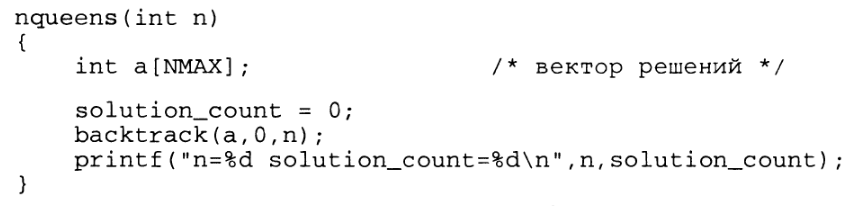 nqueens(int n)
{
int a[NMAX]; /* вектор решений */
solution_count = 0;
backtrack(a,0,n);
printf("n=%d solution_count=%d\n",n,solution_count);
}